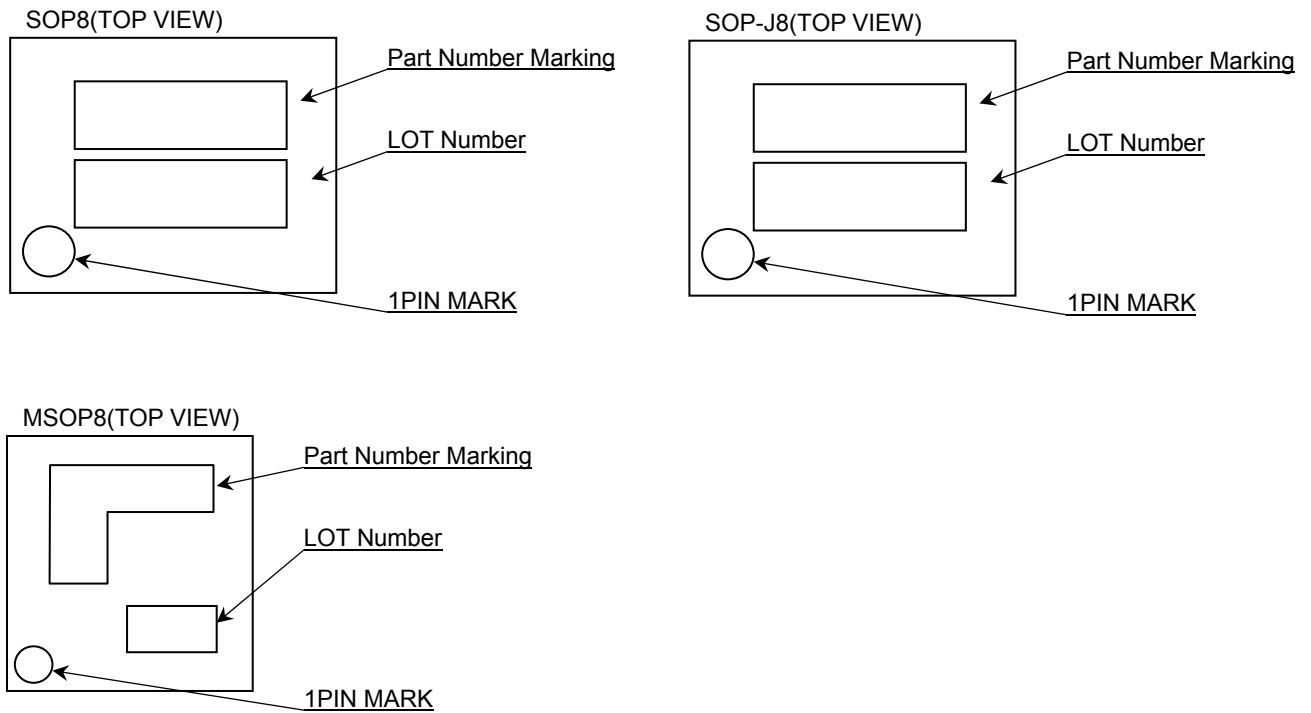 SOP8(TOP VIEW)
Part Number Marking
LOT Number
1PIN MARK
SOP-J8(TOP VIEW)
Part Number Marking
LOT Number
1PIN MARK
MSOP8(TOP VIEW)
Part Number Marking
LOT Number
1PIN MARK